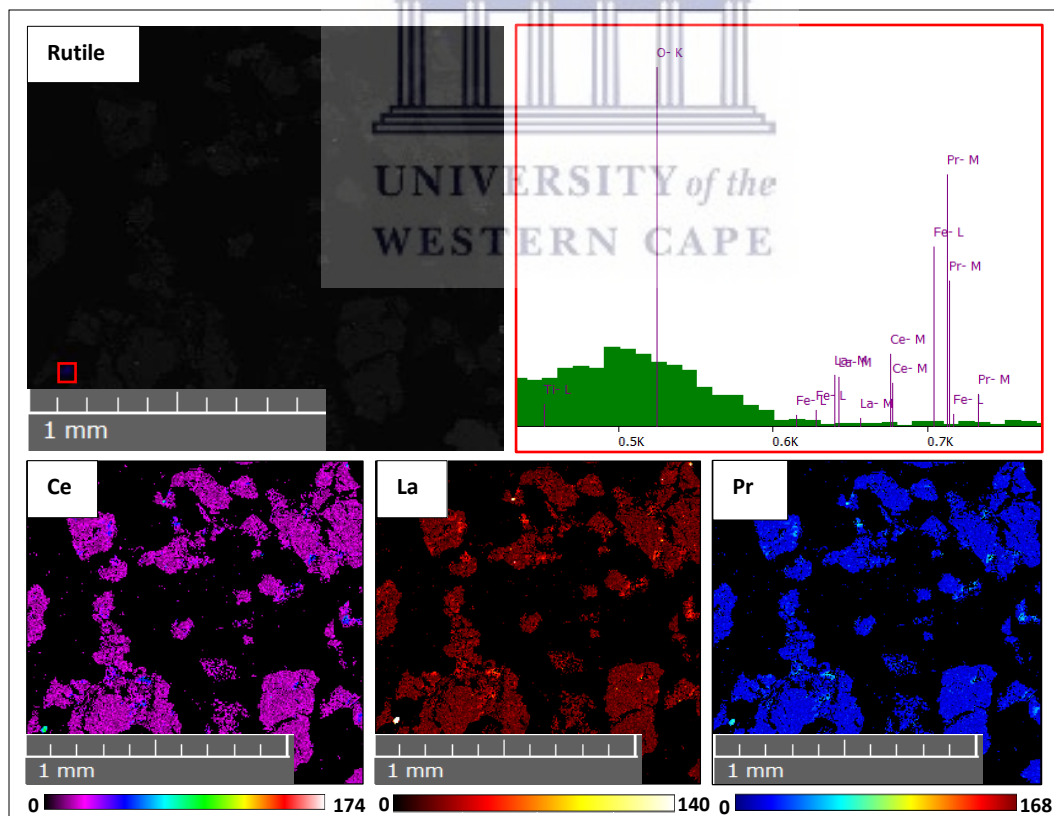 Rutile
UNIVERSITY of the
WESTERN CAPE
1 mm
O- K
Pr- M
Fe- L
Pr- M
Ce- M
La- M
Ce- M
Pr- M
Ti- L
Fe- L
Fe- L
La- M
Fe- L
0.5k
0.6k
0.7k
Ce
La
Pr
1 mm
1 mm
1 mm
0
174
0
140
0
168